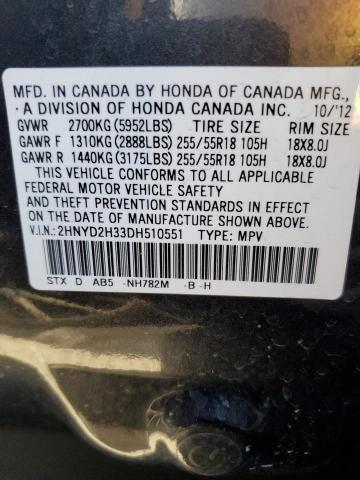 MFD. IN CANADA BY HONDA OF CANADA MFG.,
· A DIVISION OF HONDA CANADA INC. 10/'12
GVWR 2700KG (5952LBS) TIRE SIZE RIM SIZE
GAWR F 1310KG (2888LBS) 255/55R18 105H 18X8.0J
GAWR R 1440KG (3175LBS) 255/55R18 105H 18X8.0J
THIS VEHICLE CONFORMS TO ALL APPLICABLE
FEDERAL MOTOR VEHICLE SAFETY
AND THEFT PREVENTION STANDARDS IN EFFECT
ON THE DATE OF MANUFACTURE SHOWN ABOVE.
V.I.N.: 2HNYD2H33DH510551 TYPE: MPV
STX D AB5 -NH782M -B -H